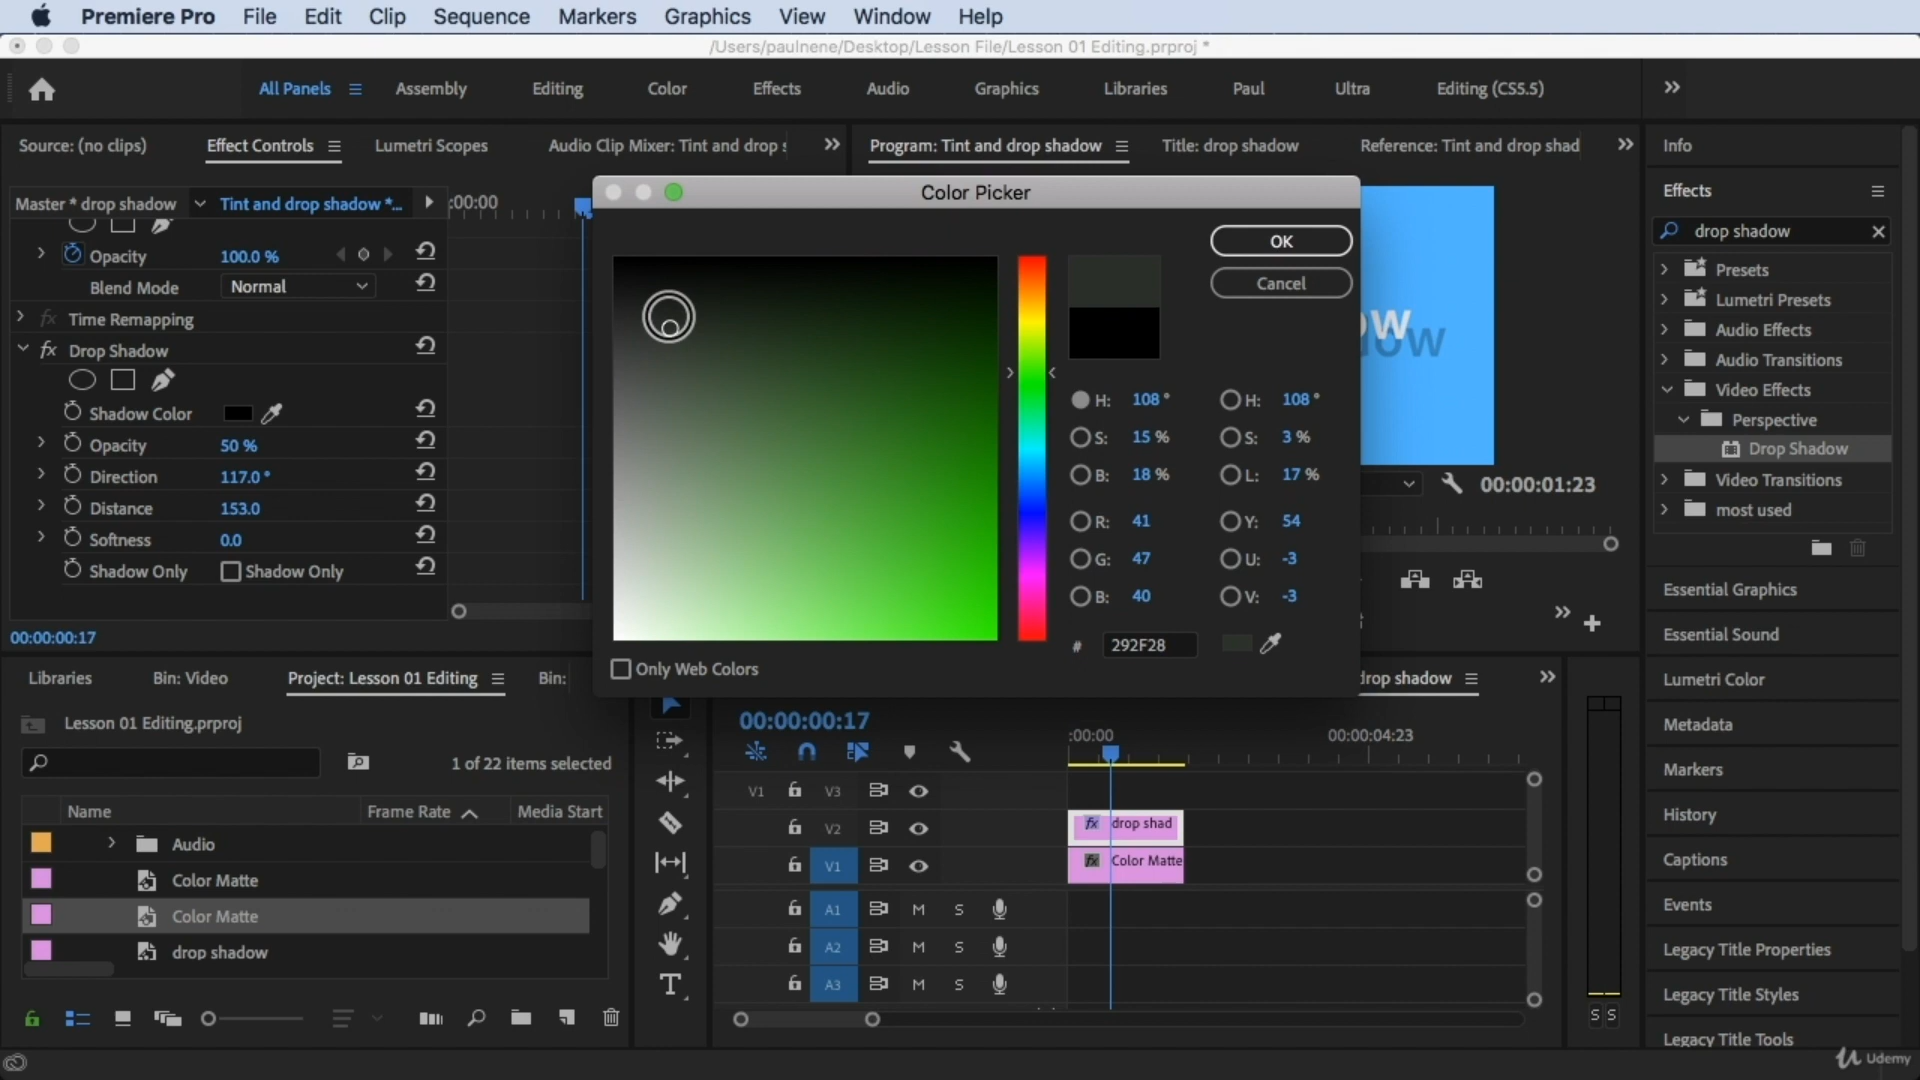 Premiere Pro File Edit Clip Sequence Markers Graphics View Window Help
/Users/paulnene/Desktop/Lesson File/Lesson 01 Editing.prproj *
All Panels Assembly Editing Color Effects Audio Graphics Libraries Paul Ultra Editing (CS5.5)
Source: (no clips) Effect Controls Lumetri Scopes Audio Clip Mixer: Tint and drop s
Program: Tint and drop shadow Title: drop shadow Reference: Tint and drop shad
Info
Master * drop shadow Tint and drop shadow *... :00:00
Opacity 100.0 %
Blend Mode Normal
fx Time Remapping
fx Drop Shadow
Shadow Color
Opacity 50 %
Direction 117.0 °
Distance 153.0
Softness 0.0
Shadow Only Shadow Only
00:00:00:17
Color Picker
OK
Cancel
H: 108 ° H: 108 °
S: 15 % S: 3 %
B: 18 % L: 17 %
R: 41 Y: 54
G: 47 U: -3
B: 40 V: -3
# 292F28
Only Web Colors
ow
dow
00:00:01:23
Effects
drop shadow
Presets
Lumetri Presets
Audio Effects
Audio Transitions
Video Effects
Perspective
Drop Shadow
Video Transitions
most used
Essential Graphics
Essential Sound
Lumetri Color
Metadata
Markers
History
Captions
Events
Legacy Title Properties
Legacy Title Styles
Legacy Title Tools
Libraries Bin: Video Project: Lesson 01 Editing Bin:
Lesson 01 Editing.prproj
1 of 22 items selected
Name Frame Rate Media Start
Audio
Color Matte
Color Matte
drop shadow
drop shadow
00:00:00:17
:00:00 00:00:04:23
V1 V3
V2 fx drop shad
V1 fx Color Matte
A1 M S
A2 M S
A3 M S
T
S S
Udemy